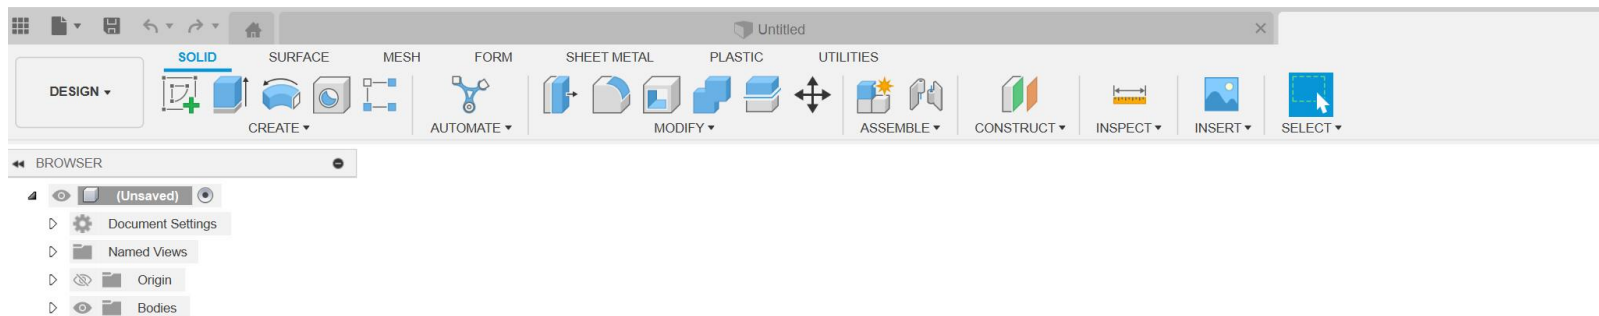 Untitled
SOLID SURFACE MESH FORM SHEET METAL PLASTIC UTILITIES
DESIGN
CREATE AUTOMATE MODIFY ASSEMBLE CONSTRUCT INSPECT INSERT SELECT
BROWSER
(Unsaved)
Document Settings
Named Views
Origin
Bodies